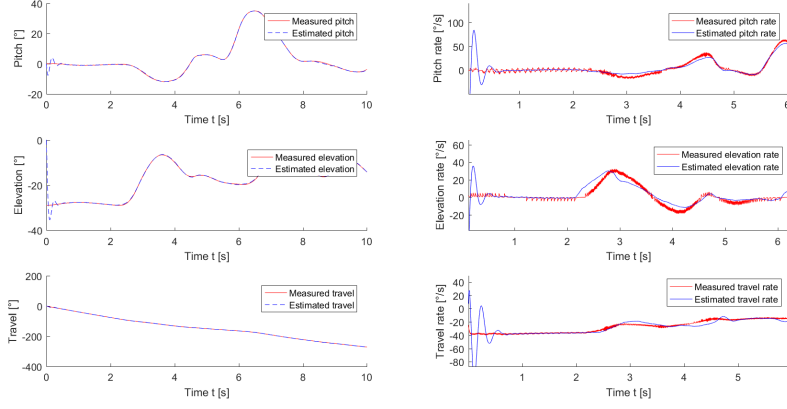 40
20
0
-20
Pitch [°]
Measured pitch
Estimated pitch
0 2 4 6 8 10
Time t [s]
100
50
0
Pitch rate [°/s]
Measured pitch rate
Estimated pitch rate
1 2 3 4 5 6
Time t [s]
0
-20
-40
Elevation [°]
Measured elevation
Estimated elevation
0 2 4 6 8 10
Time t [s]
60
40
20
0
-20
Elevation rate [°/s]
Measured elevation rate
Estimated elevation rate
1 2 3 4 5 6
Time t [s]
200
0
-200
-400
Travel [°]
Measured travel
Estimated travel
0 2 4 6 8 10
Time t [s]
40
20
0
-20
-40
-60
-80
Travel rate [°/s]
Measured travel rate
Estimated travel rate
1 2 3 4 5
Time t [s]